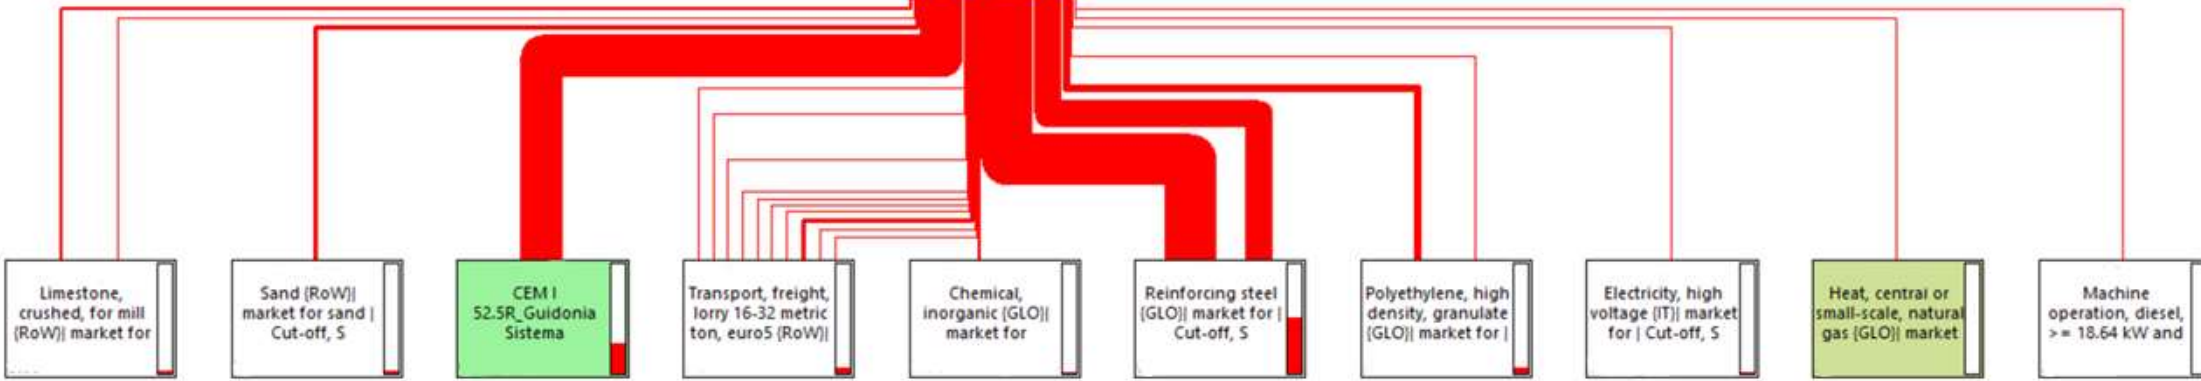 Limestone,
crushed, for mill
{RoW}| market for
Sand {RoW}|
market for sand |
Cut-off, S
CEM I
52.5R_Guidonia
Sistema
Transport, freight,
lorry 16-32 metric
ton, euro5 {RoW}|
Chemical,
inorganic {GLO}|
market for
Reinforcing steel
{GLO}| market for |
Cut-off, S
Polyethylene, high
density, granulate
{GLO}| market for |
Electricity, high
voltage {IT}| market
for | Cut-off, S
Heat, central or
small-scale, natural
gas {GLO}| market
Machine
operation, diesel,
>= 18.64 kW and